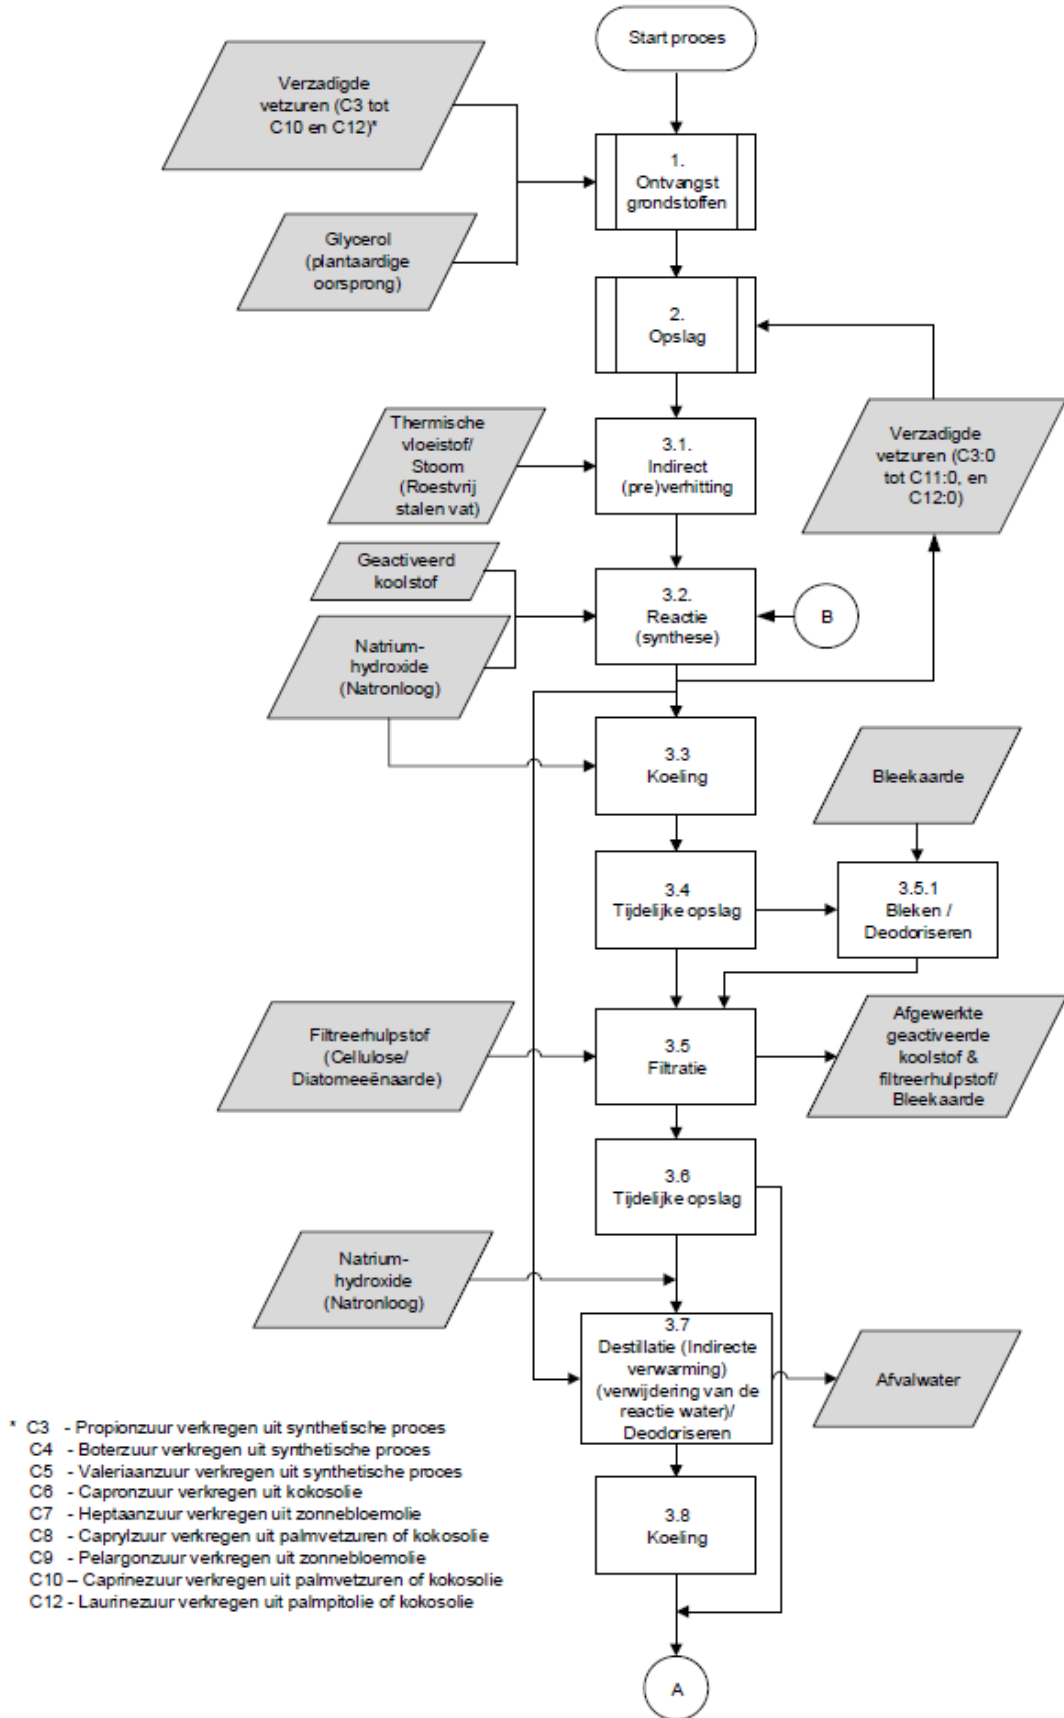 Start proces
Verzadigde
vetzuren (C3 tot
C10 en C12)*
1.
Ontvangst
grondstoffen
Glycerol
(plantaardige
oorsprong)
2.
Opslag
Thermische
vloeistof/
Stoom
(Roestvrij
stalen vat)
3.1.
Indirect
(pre)verhitting
Verzadigde
vetzuren (C3:0
tot C11:0, en
C12:0)
Geactiveerd
koolstof
3.2.
Reactie
(synthese)
B
Natrium-
hydroxide
(Natronloog)
3.3
Koeling
Bleekaarde
3.4
Tijdelijke opslag
3.5.1
Bleken /
Deodoriseren
Filtreerhulpstof
(Cellulose/
Diatomeeënaarde)
3.5
Filtratie
Afgewerkte
geactiveerde
koolstof &
filtreerhulpstof/
Bleekaarde
3.6
Tijdelijke opslag
Natrium-
hydroxide
(Natronloog)
3.7
Destillatie (Indirecte
verwarming)
(verwijdering van de
reactie water)/
Deodoriseren
Afvalwater
* C3 - Propionzuur verkregen uit synthetische proces
C4 - Boterzuur verkregen uit synthetische proces
C5 - Valeriaanzuur verkregen uit synthetische proces
C6 - Capronzuur verkregen uit kokosolie
C7 - Heptaanzuur verkregen uit zonnebloemolie
C8 - Caprylzuur verkregen uit palmvetzuren of kokosolie
C9 - Pelargonzuur verkregen uit zonnebloemolie
C10 – Caprinezuur verkregen uit palmvetzuren of kokosolie
C12 - Laurinezuur verkregen uit palmpitolie of kokosolie
3.8
Koeling
A